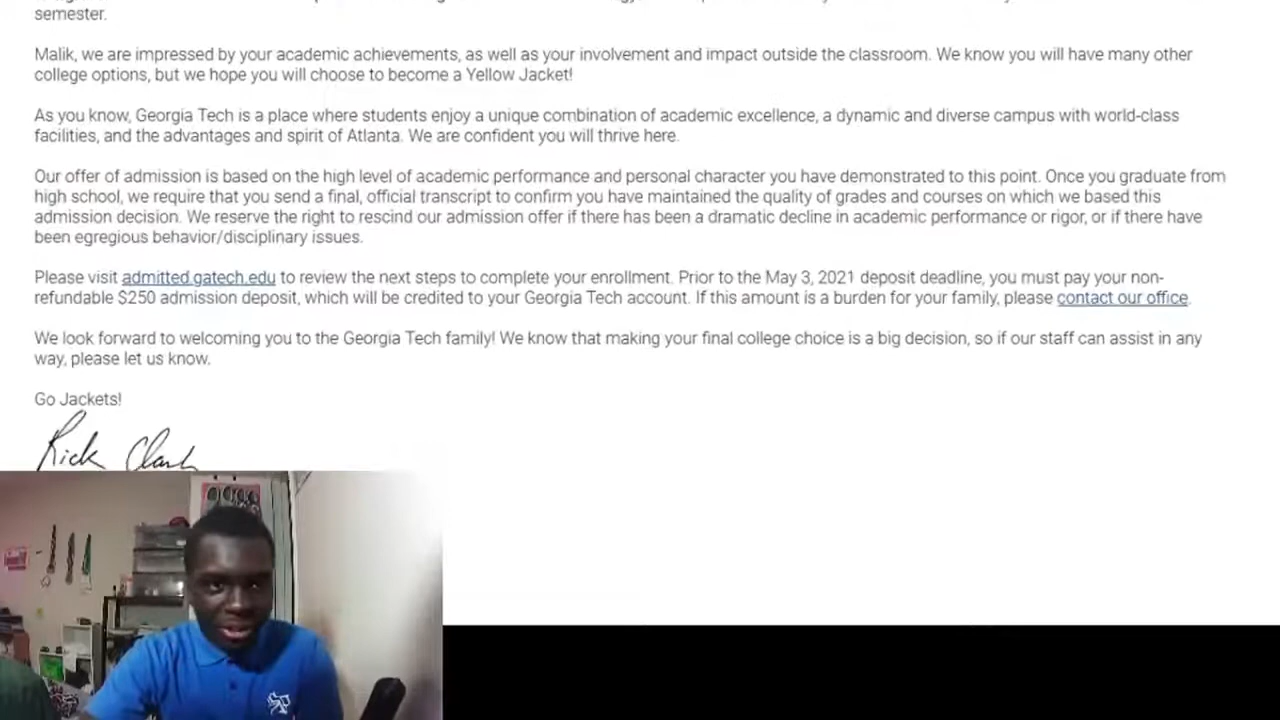 semester.
Malik, we are impressed by your academic achievements, as well as your involvement and impact outside the classroom. We know you will have many other
college options, but we hope you will choose to become a Yellow Jacket!
As you know, Georgia Tech is a place where students enjoy a unique combination of academic excellence, a dynamic and diverse campus with world-class
facilities, and the advantages and spirit of Atlanta. We are confident you will thrive here.
Our offer of admission is based on the high level of academic performance and personal character you have demonstrated to this point. Once you graduate from
high school, we require that you send a final, official transcript to confirm you have maintained the quality of grades and courses on which we based this
admission decision. We reserve the right to rescind our admission offer if there has been a dramatic decline in academic performance or rigor, or if there have
been egregious behavior/disciplinary issues.
Please visit admitted.gatech.edu to review the next steps to complete your enrollment. Prior to the May 3, 2021 deposit deadline, you must pay your non-
refundable $250 admission deposit, which will be credited to your Georgia Tech account. If this amount is a burden for your family, please contact our office.
We look forward to welcoming you to the Georgia Tech family! We know that making your final college choice is a big decision, so if our staff can assist in any
way, please let us know.
Go Jackets!
Rick Clark